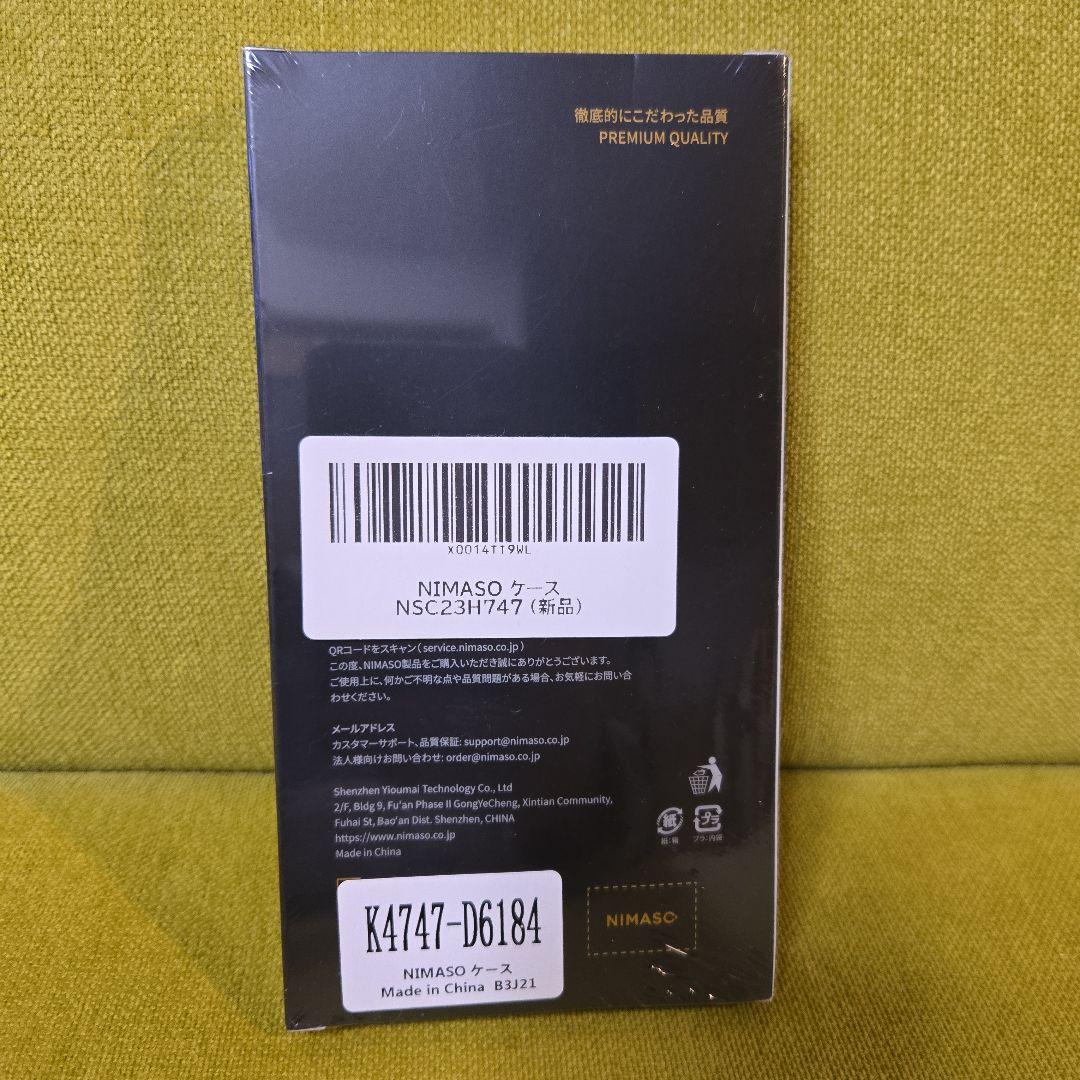 徹底的にこだわった品質
PREMIUM QUALITY
X0014TT9WL
NIMASO ケース
NSC23H747 (新品)
QRコードをスキャン( service.nimaso.co.jp )
この度、NIMASO製品をご購入いただき誠にありがとうございます。
ご使用上に、何かご不明な点や品質問題がある場合、お気軽にお問い合
わせください。
メールアドレス
カスタマーサポート、品質保証: support@nimaso.co.jp
法人様向けお問い合わせ: order@nimaso.co.jp
Shenzhen Yioumai Technology Co., Ltd
2/F, Bldg 9, Fu'an Phase II GongYeCheng, Xintian Community,
Fuhai St, Bao'an Dist. Shenzhen, CHINA
https://www.nimaso.co.jp
Made in China
紙
プラ
紙:箱
プラ:内袋
K4747-D6184
NIMASO ケース
Made in China B3J21
NIMASO